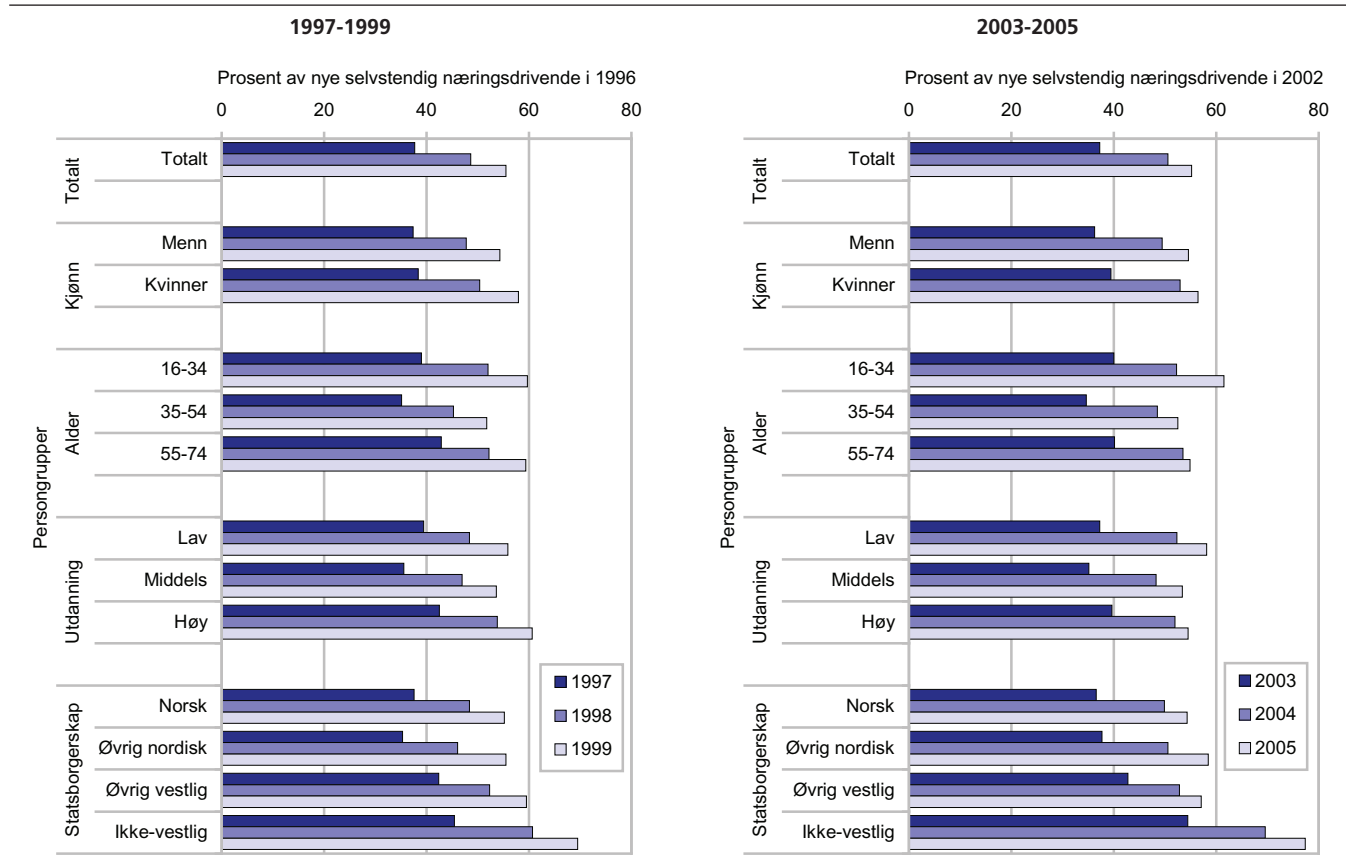 1997-1999
Prosent av nye selvstendig næringsdrivende i 1996
0 20 40 60 80
Persongrupper
Totalt
Totalt
Kjønn
Menn
Kvinner
Alder
16-34
35-54
55-74
Utdanning
Lav
Middels
Høy
Statsborgerskap
Norsk
Øvrig nordisk
Øvrig vestlig
Ikke-vestlig
1997
1998
1999
2003-2005
Prosent av nye selvstendig næringsdrivende i 2002
0 20 40 60 80
Persongrupper
Totalt
Totalt
Kjønn
Menn
Kvinner
Alder
16-34
35-54
55-74
Utdanning
Lav
Middels
Høy
Statsborgerskap
Norsk
Øvrig nordisk
Øvrig vestlig
Ikke-vestlig
2003
2004
2005